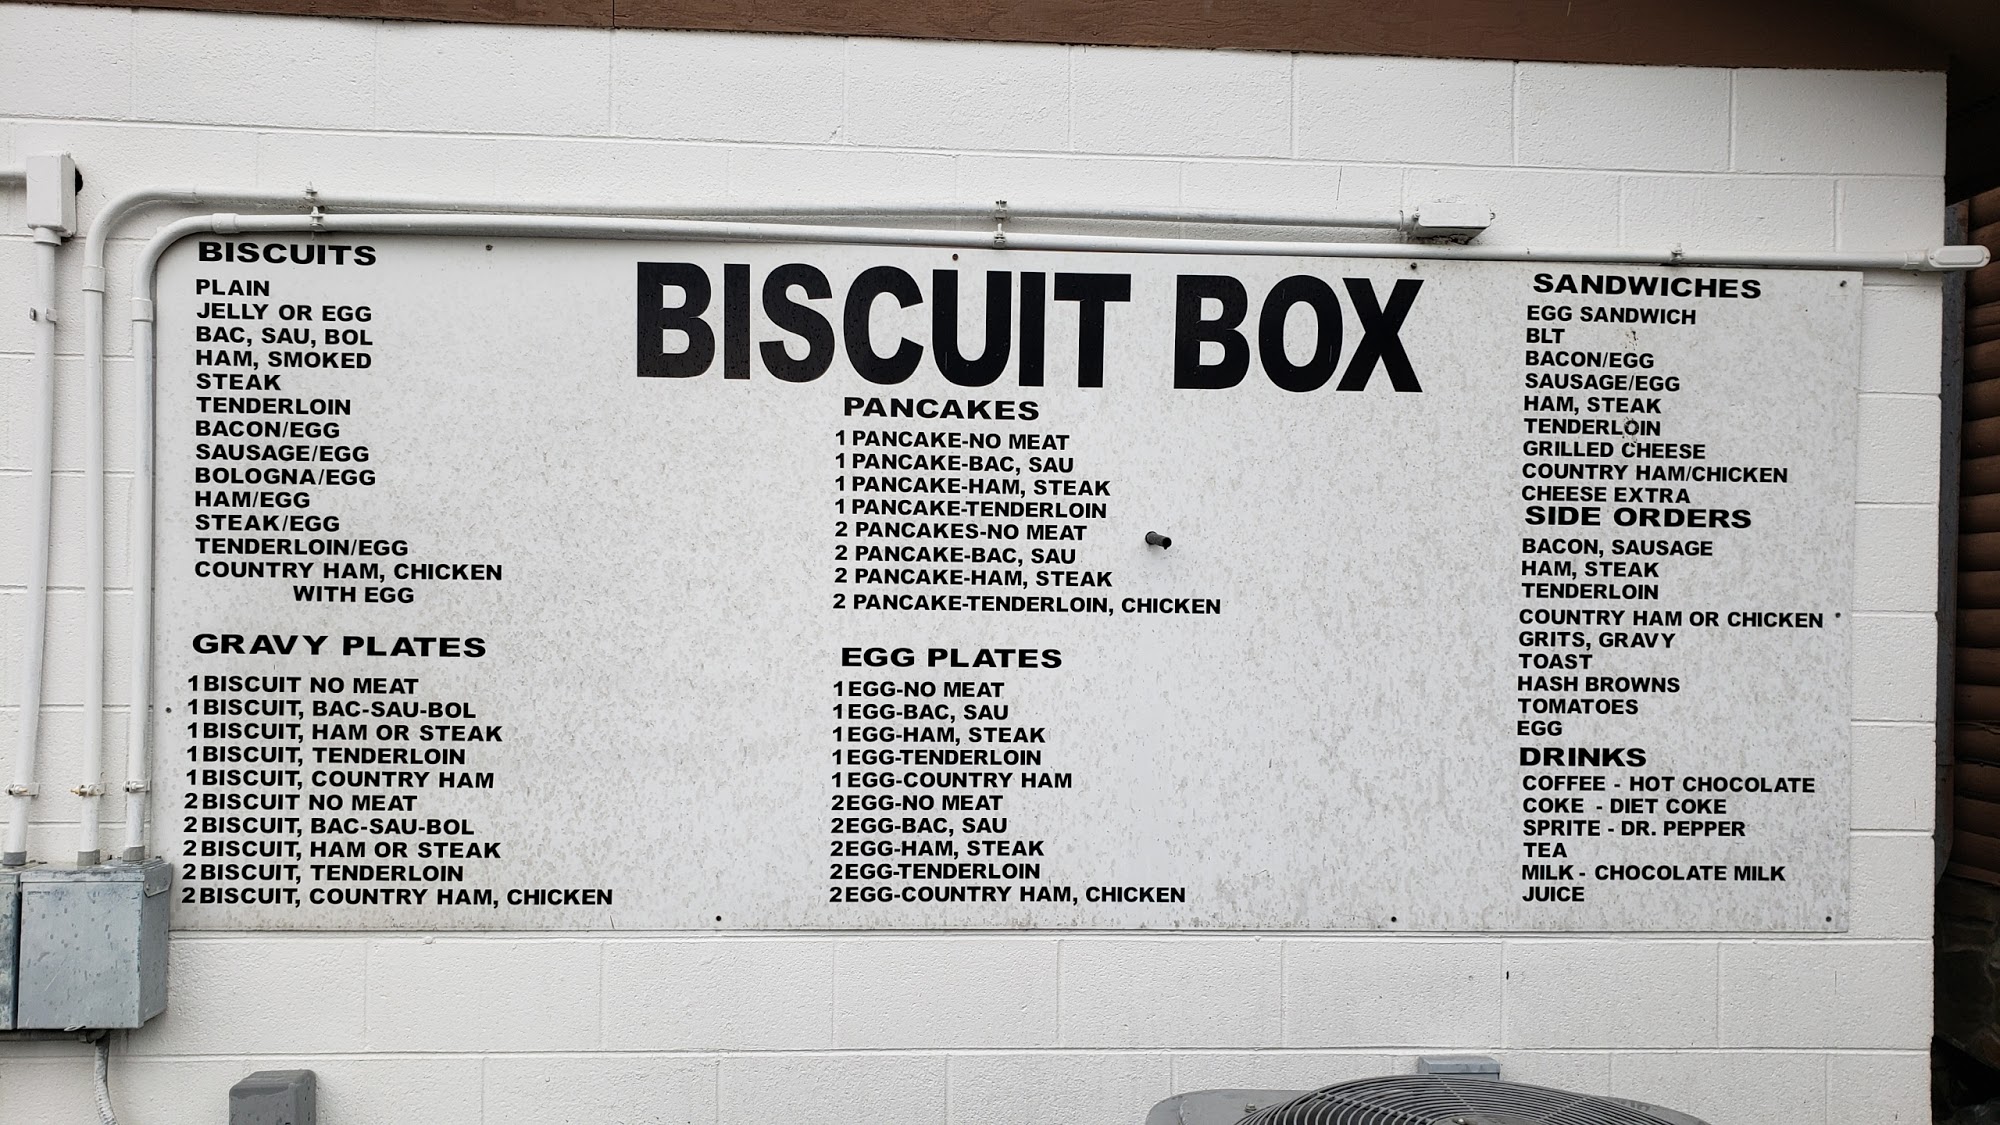 BISCUIT BOX
BISCUITS
PLAIN
JELLY OR EGG
BAC, SAU, BOL
HAM, SMOKED
STEAK
TENDERLOIN
BACON/EGG
SAUSAGE/EGG
BOLOGNA/EGG
HAM/EGG
STEAK/EGG
TENDERLOIN/EGG
COUNTRY HAM, CHICKEN
WITH EGG
GRAVY PLATES
1 BISCUIT NO MEAT
1 BISCUIT, BAC-SAU-BOL
1 BISCUIT, HAM OR STEAK
1 BISCUIT, TENDERLOIN
1 BISCUIT, COUNTRY HAM
2 BISCUIT NO MEAT
2 BISCUIT, BAC-SAU-BOL
2 BISCUIT, HAM OR STEAK
2 BISCUIT, TENDERLOIN
2 BISCUIT, COUNTRY HAM, CHICKEN
PANCAKES
1 PANCAKE-NO MEAT
1 PANCAKE-BAC, SAU
1 PANCAKE-HAM, STEAK
1 PANCAKE-TENDERLOIN
2 PANCAKES-NO MEAT
2 PANCAKE-BAC, SAU
2 PANCAKE-HAM, STEAK
2 PANCAKE-TENDERLOIN, CHICKEN
EGG PLATES
1 EGG-NO MEAT
1 EGG-BAC, SAU
1 EGG-HAM, STEAK
1 EGG-TENDERLOIN
1 EGG-COUNTRY HAM
2 EGG-NO MEAT
2 EGG-BAC, SAU
2 EGG-HAM, STEAK
2 EGG-TENDERLOIN
2 EGG-COUNTRY HAM, CHICKEN
SANDWICHES
EGG SANDWICH
BLT
BACON/EGG
SAUSAGE/EGG
HAM, STEAK
TENDERLOIN
GRILLED CHEESE
COUNTRY HAM/CHICKEN
CHEESE EXTRA
SIDE ORDERS
BACON, SAUSAGE
HAM, STEAK
TENDERLOIN
COUNTRY HAM OR CHICKEN
GRITS, GRAVY
TOAST
HASH BROWNS
TOMATOES
EGG
DRINKS
COFFEE - HOT CHOCOLATE
COKE - DIET COKE
SPRITE - DR. PEPPER
TEA
MILK - CHOCOLATE MILK
JUICE